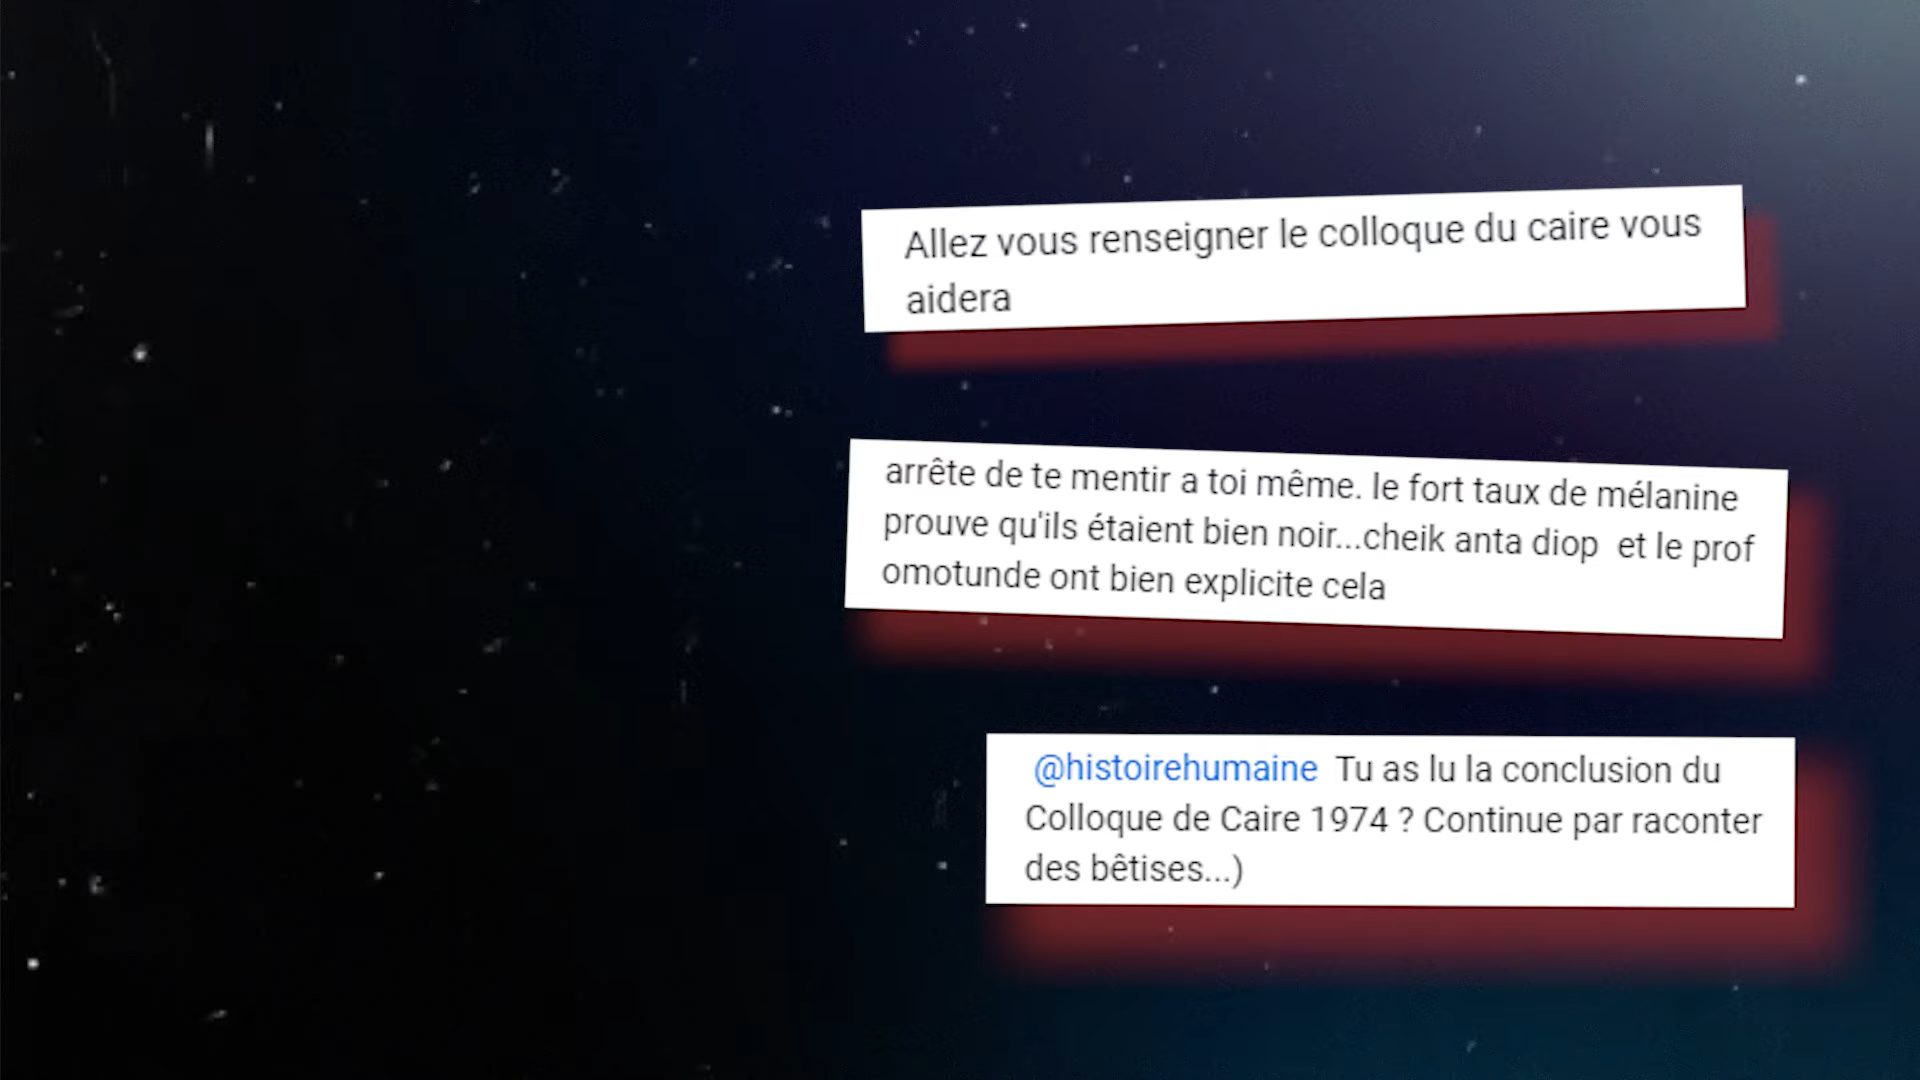 Allez vous renseigner le colloque du caire vous
aidera
arrête de te mentir a toi même. le fort taux de mélanine
prouve qu'ils étaient bien noir...cheik anta diop  et le prof
omotunde ont bien explicite cela
@histoirehumaine Tu as lu la conclusion du
Colloque de Caire 1974 ? Continue par raconter
des bêtises...)